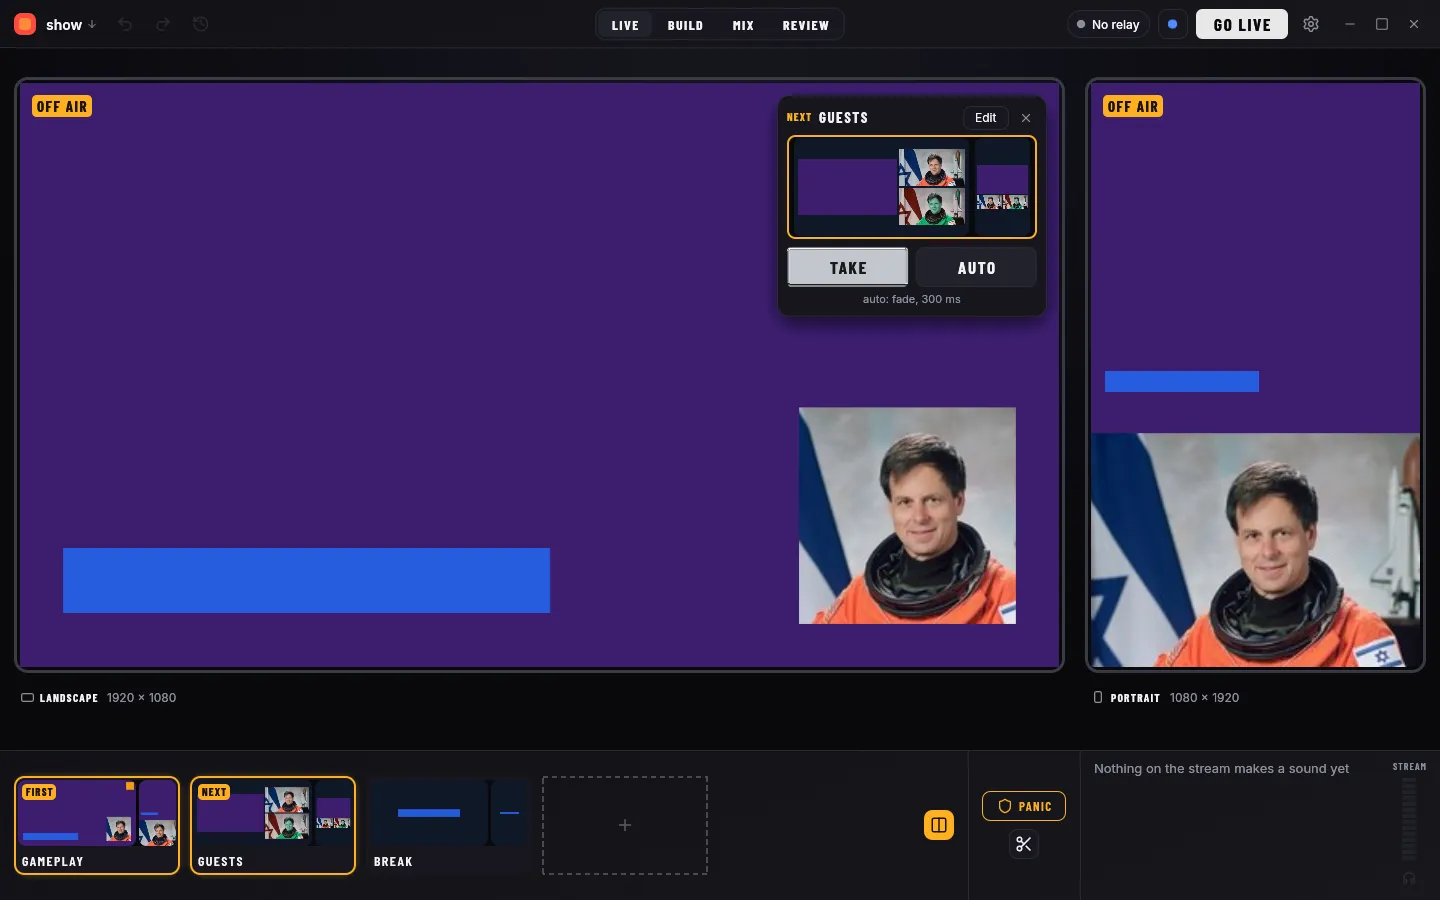 show
LIVE
BUILD
MIX
REVIEW
No relay
GO LIVE
OFF AIR
NEXT GUESTS
Edit
TAKE
AUTO
auto: fade, 300 ms
OFF AIR
LANDSCAPE 1920 × 1080
PORTRAIT 1080 × 1920
FIRST
GAMEPLAY
NEXT
GUESTS
BREAK
PANIC
Nothing on the stream makes a sound yet
STREAM